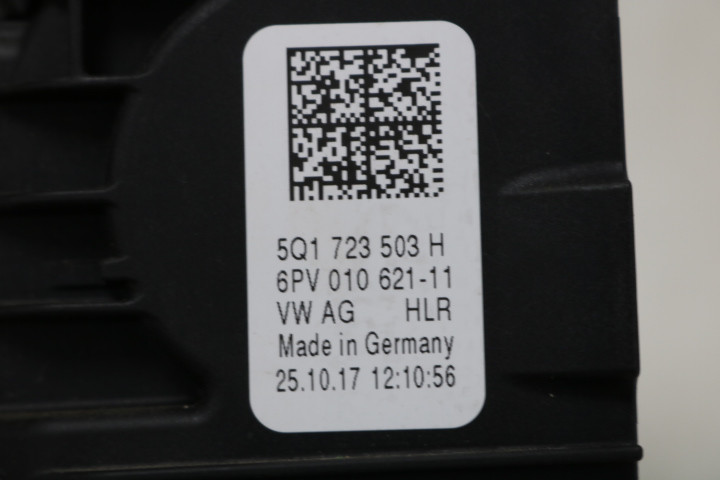 5Q1 723 503 H
6PV 010 621-11
VW AG HLR
Made in Germany
25.10.17 12:10:56